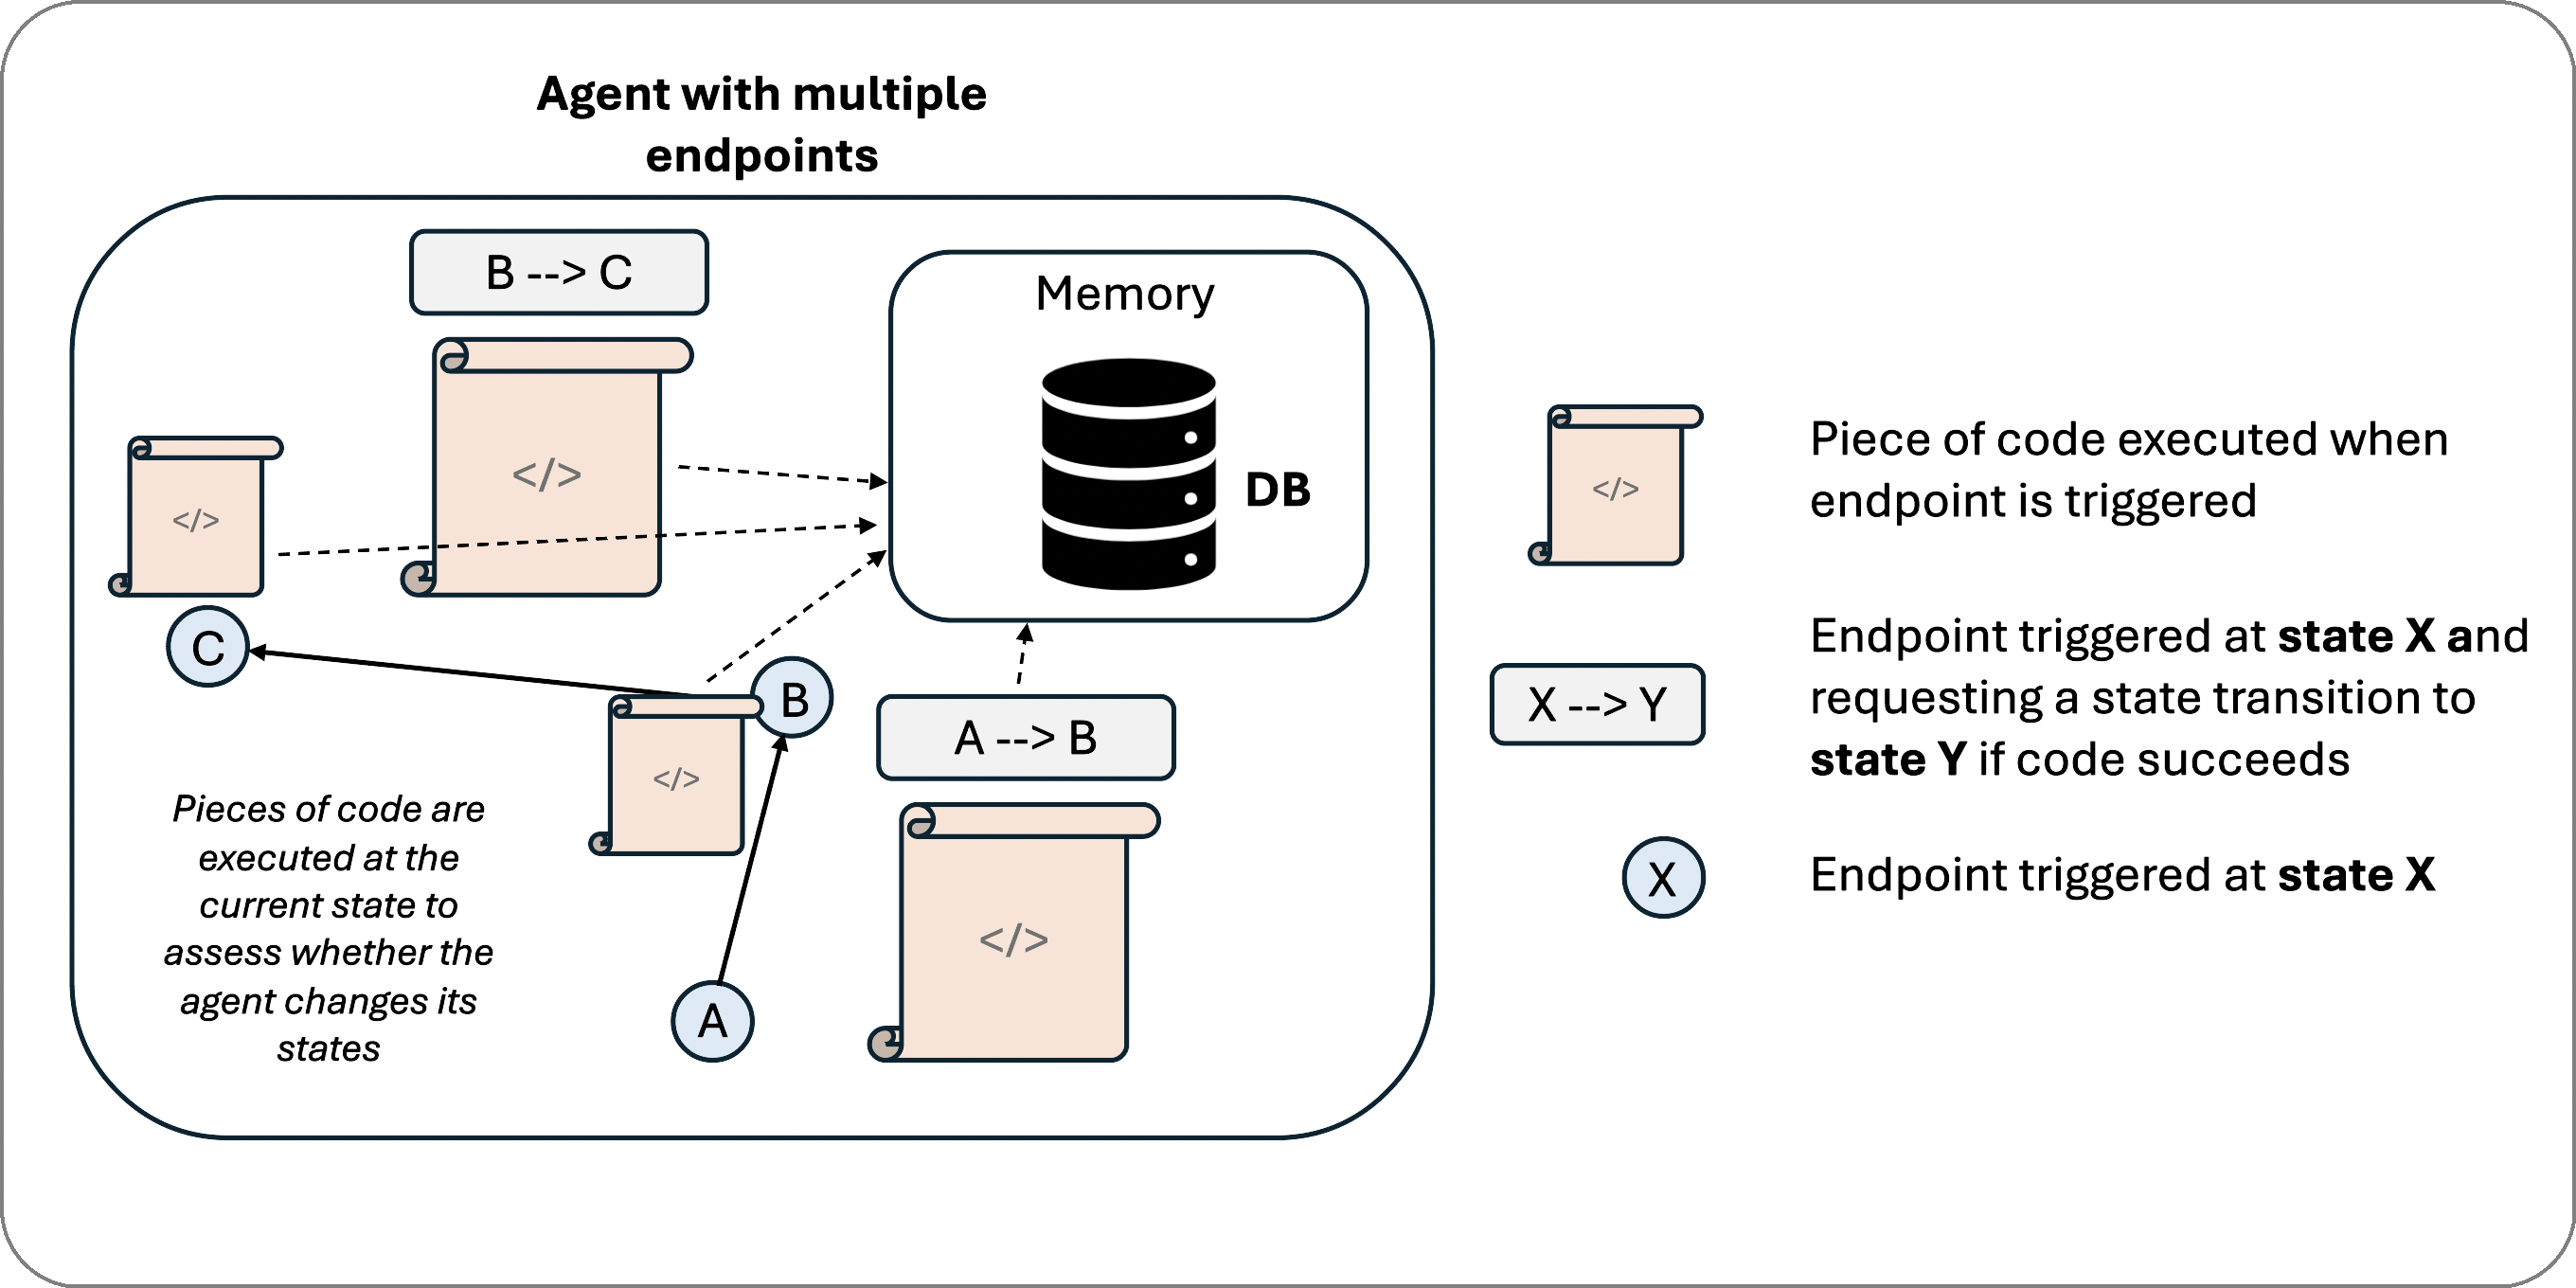 Agent with multiple
endpoints
B --> C
Memory
DB
</>
</>
C
B
A --> B
</>
</>
A
Pieces of code are
executed at the
current state to
assess whether the
agent changes its
states
</>
Piece of code executed when
endpoint is triggered
X --> Y
Endpoint triggered at state X and
requesting a state transition to
state Y if code succeeds
X
Endpoint triggered at state X